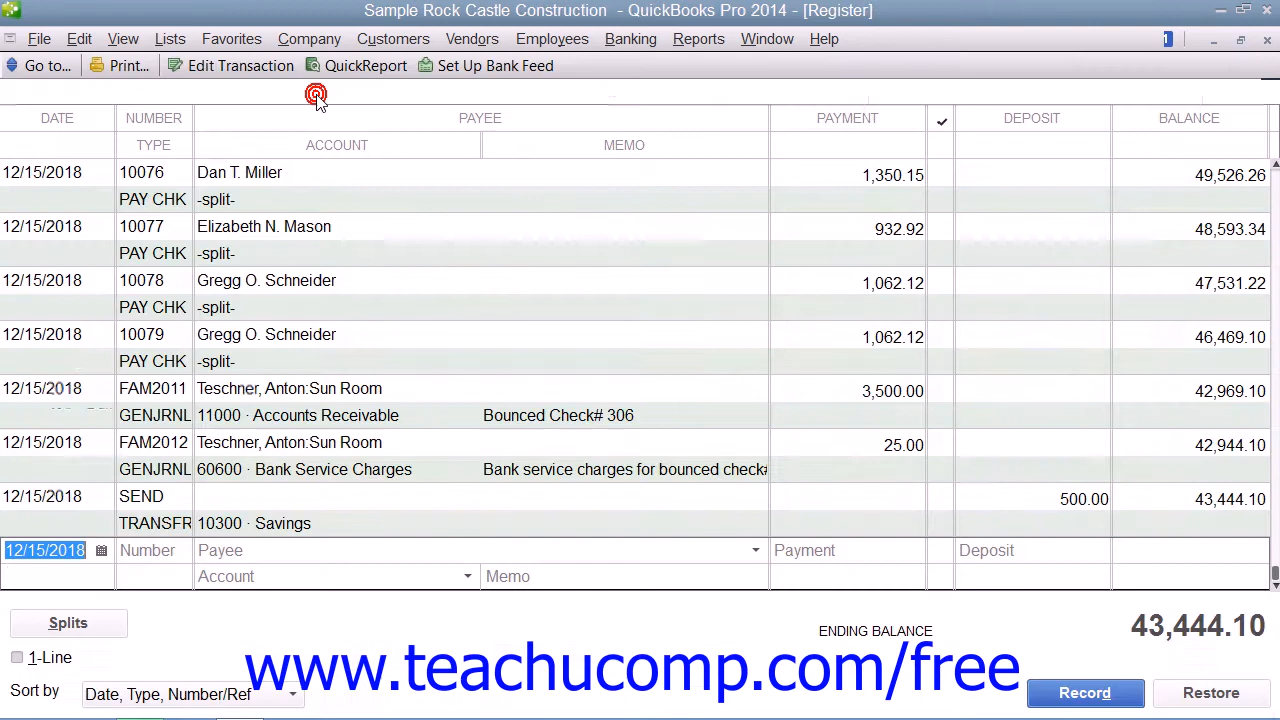 Sample Rock Castle Construction - QuickBooks Pro 2014 - [Register]
File Edit View Lists Favorites Company Customers Vendors Employees Banking Reports Window Help 1
Go to... Print... Edit Transaction QuickReport Set Up Bank Feed
DATE NUMBER PAYEE PAYMENT ✓ DEPOSIT BALANCE
TYPE ACCOUNT MEMO
12/15/2018 10076 Dan T. Miller 1,350.15 49,526.26
PAY CHK -split-
12/15/2018 10077 Elizabeth N. Mason 932.92 48,593.34
PAY CHK -split-
12/15/2018 10078 Gregg O. Schneider 1,062.12 47,531.22
PAY CHK -split-
12/15/2018 10079 Gregg O. Schneider 1,062.12 46,469.10
PAY CHK -split-
12/15/2018 FAM2011 Teschner, Anton:Sun Room 3,500.00 42,969.10
GENJRNL 11000 · Accounts Receivable Bounced Check# 306
12/15/2018 FAM2012 Teschner, Anton:Sun Room 25.00 42,944.10
GENJRNL 60600 · Bank Service Charges Bank service charges for bounced check#
12/15/2018 SEND 500.00 43,444.10
TRANSFR 10300 · Savings
12/15/2018 Number Payee Payment Deposit
Account Memo
Splits
ENDING BALANCE 43,444.10
1-Line
www.teachucomp.com/free
Sort by Date, Type, Number/Ref Record Restore